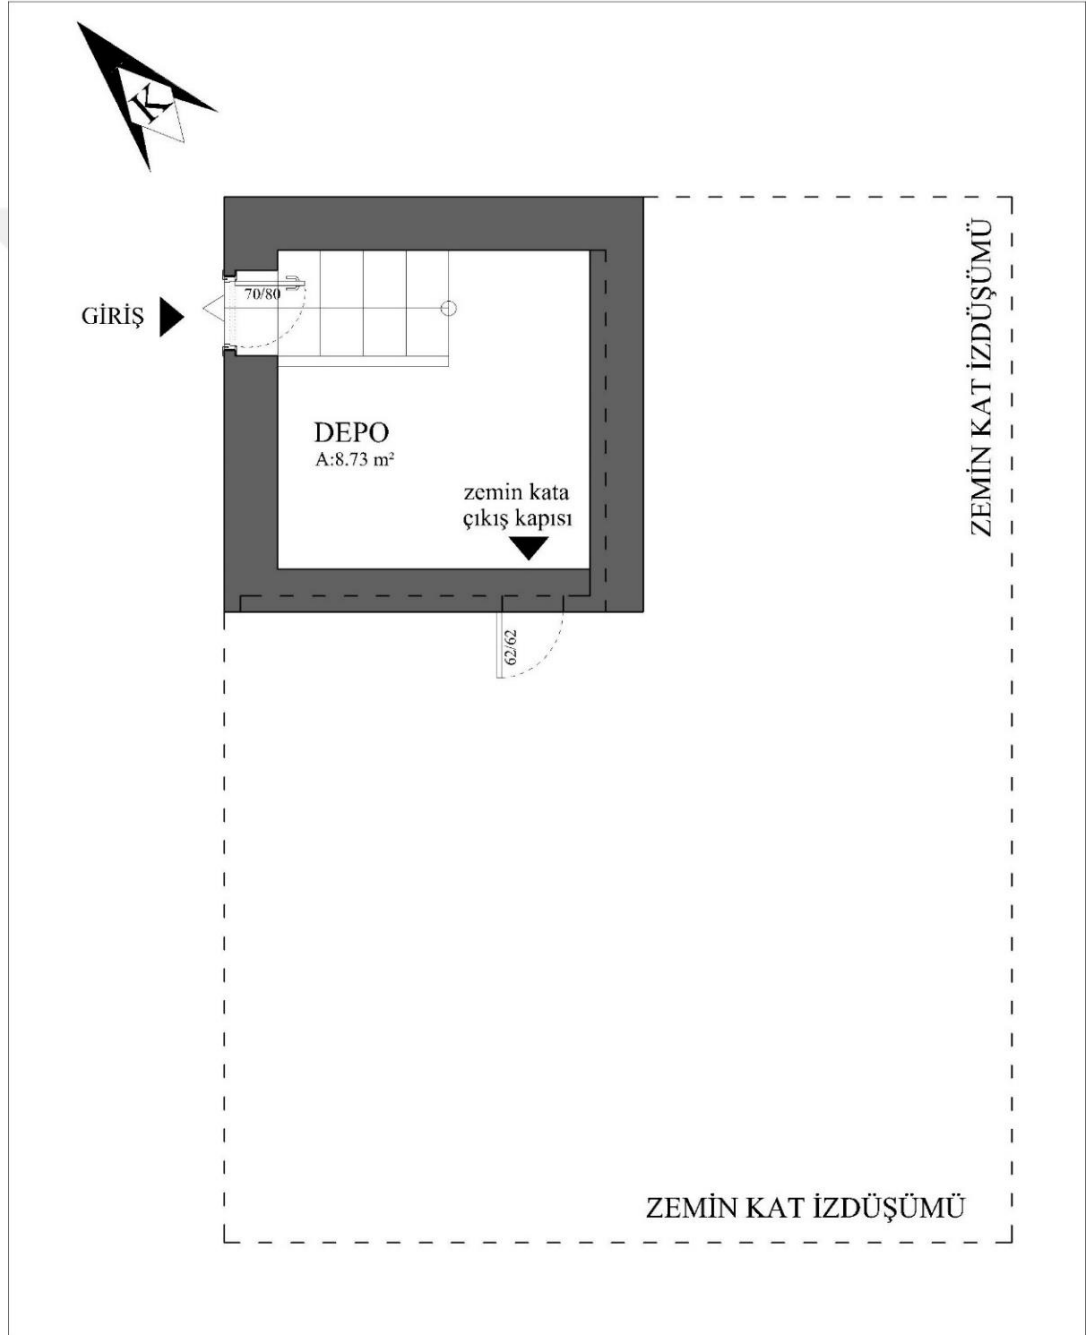 K
ZEMİN KAT İZDÜŞÜMÜ
70/80
GİRİŞ
DEPO
A:8.73 m²
zemin kata
çıkış kapısı
62/62
ZEMİN KAT İZDÜŞÜMÜ